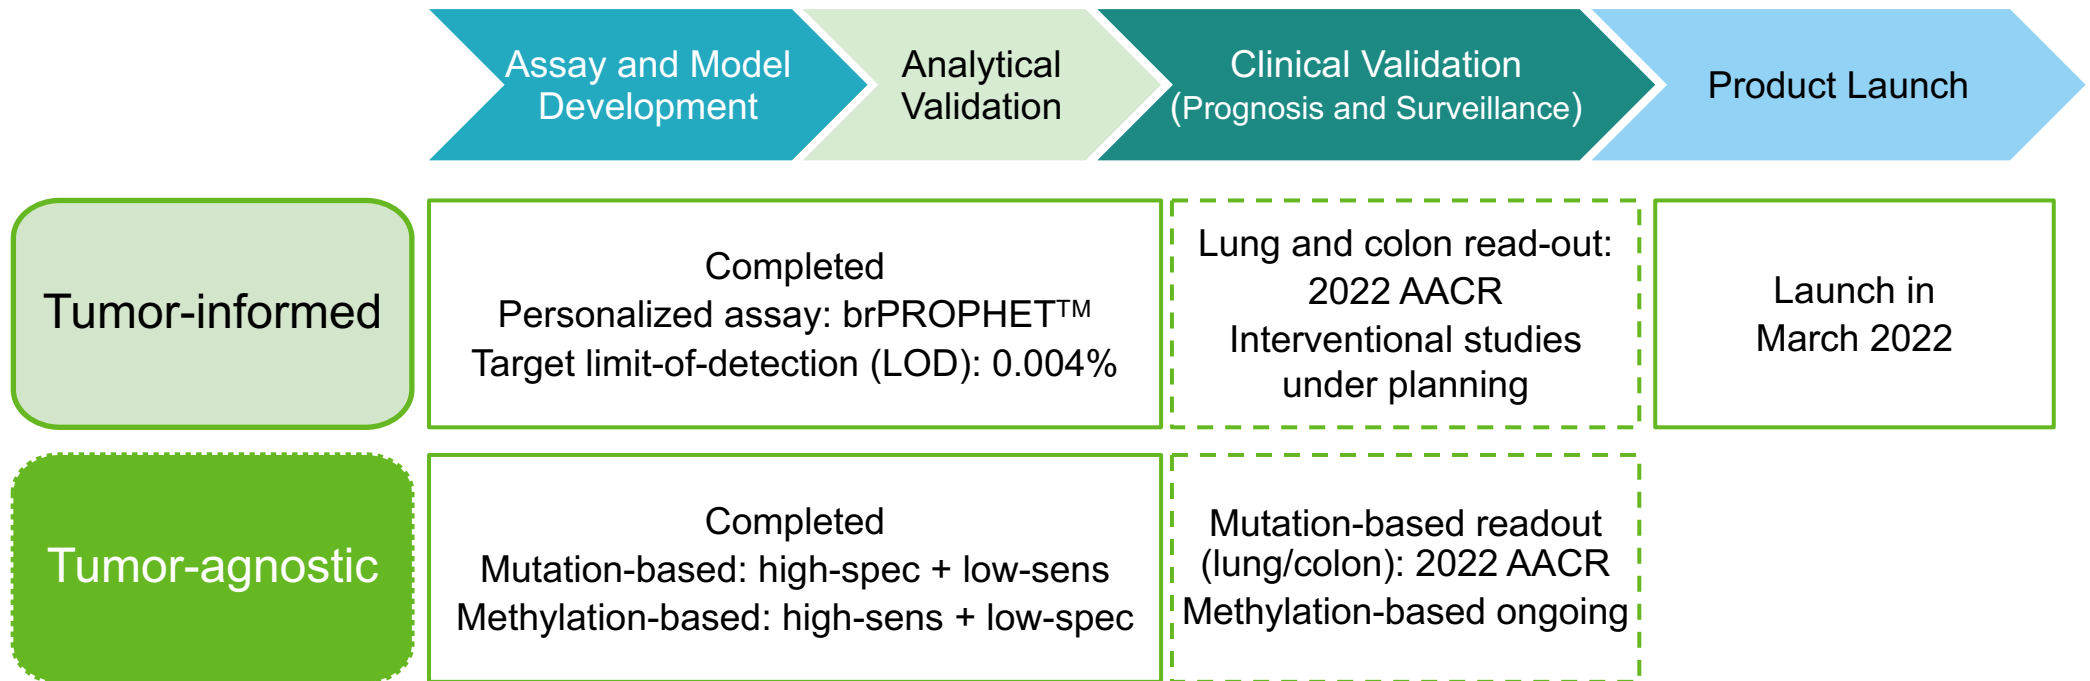 Assay and Model
Development
Analytical
Validation
Clinical Validation
(Prognosis and Surveillance)
Product Launch
Tumor-informed
Completed
Personalized assay: brPROPHET™
Target limit-of-detection (LOD): 0.004%
Lung and colon read-out:
2022 AACR
Interventional studies
under planning
Launch in
March 2022
Tumor-agnostic
Completed
Mutation-based: high-spec + low-sens
Methylation-based: high-sens + low-spec
Mutation-based readout
(lung/colon): 2022 AACR
Methylation-based ongoing